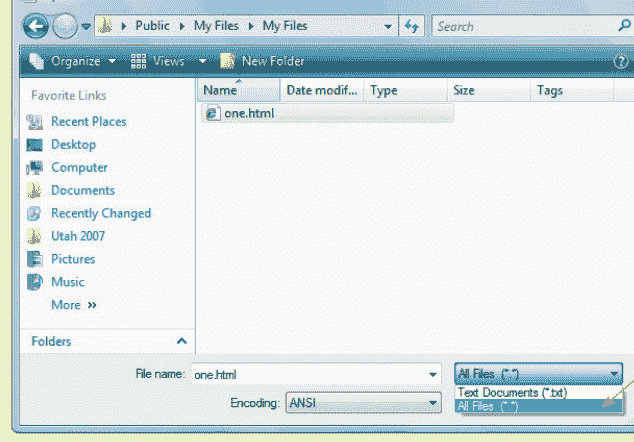 Public ▸ My Files ▸ My Files
Search
Organize Views New Folder
Favorite Links
Name Date modif... Type Size Tags
one.html
Recent Places
Desktop
Computer
Documents
Recently Changed
Utah 2007
Pictures
Music
More »
Folders
File name: one.html
All Files (*.*)
Text Documents (*.txt)
All Files (*.*)
Encoding: ANSI